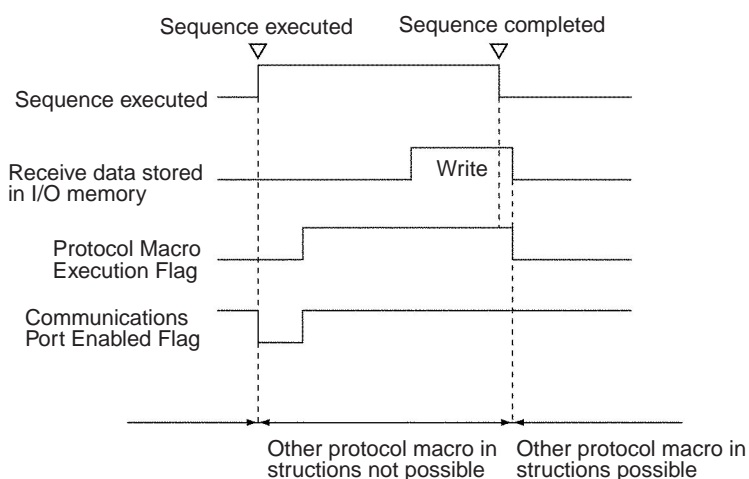 Sequence executed
Sequence completed
Sequence executed
Receive data stored
in I/O memory
Write
Protocol Macro
Execution Flag
Communications
Port Enabled Flag
Other protocol macro in
structions not possible
Other protocol macro in
structions possible